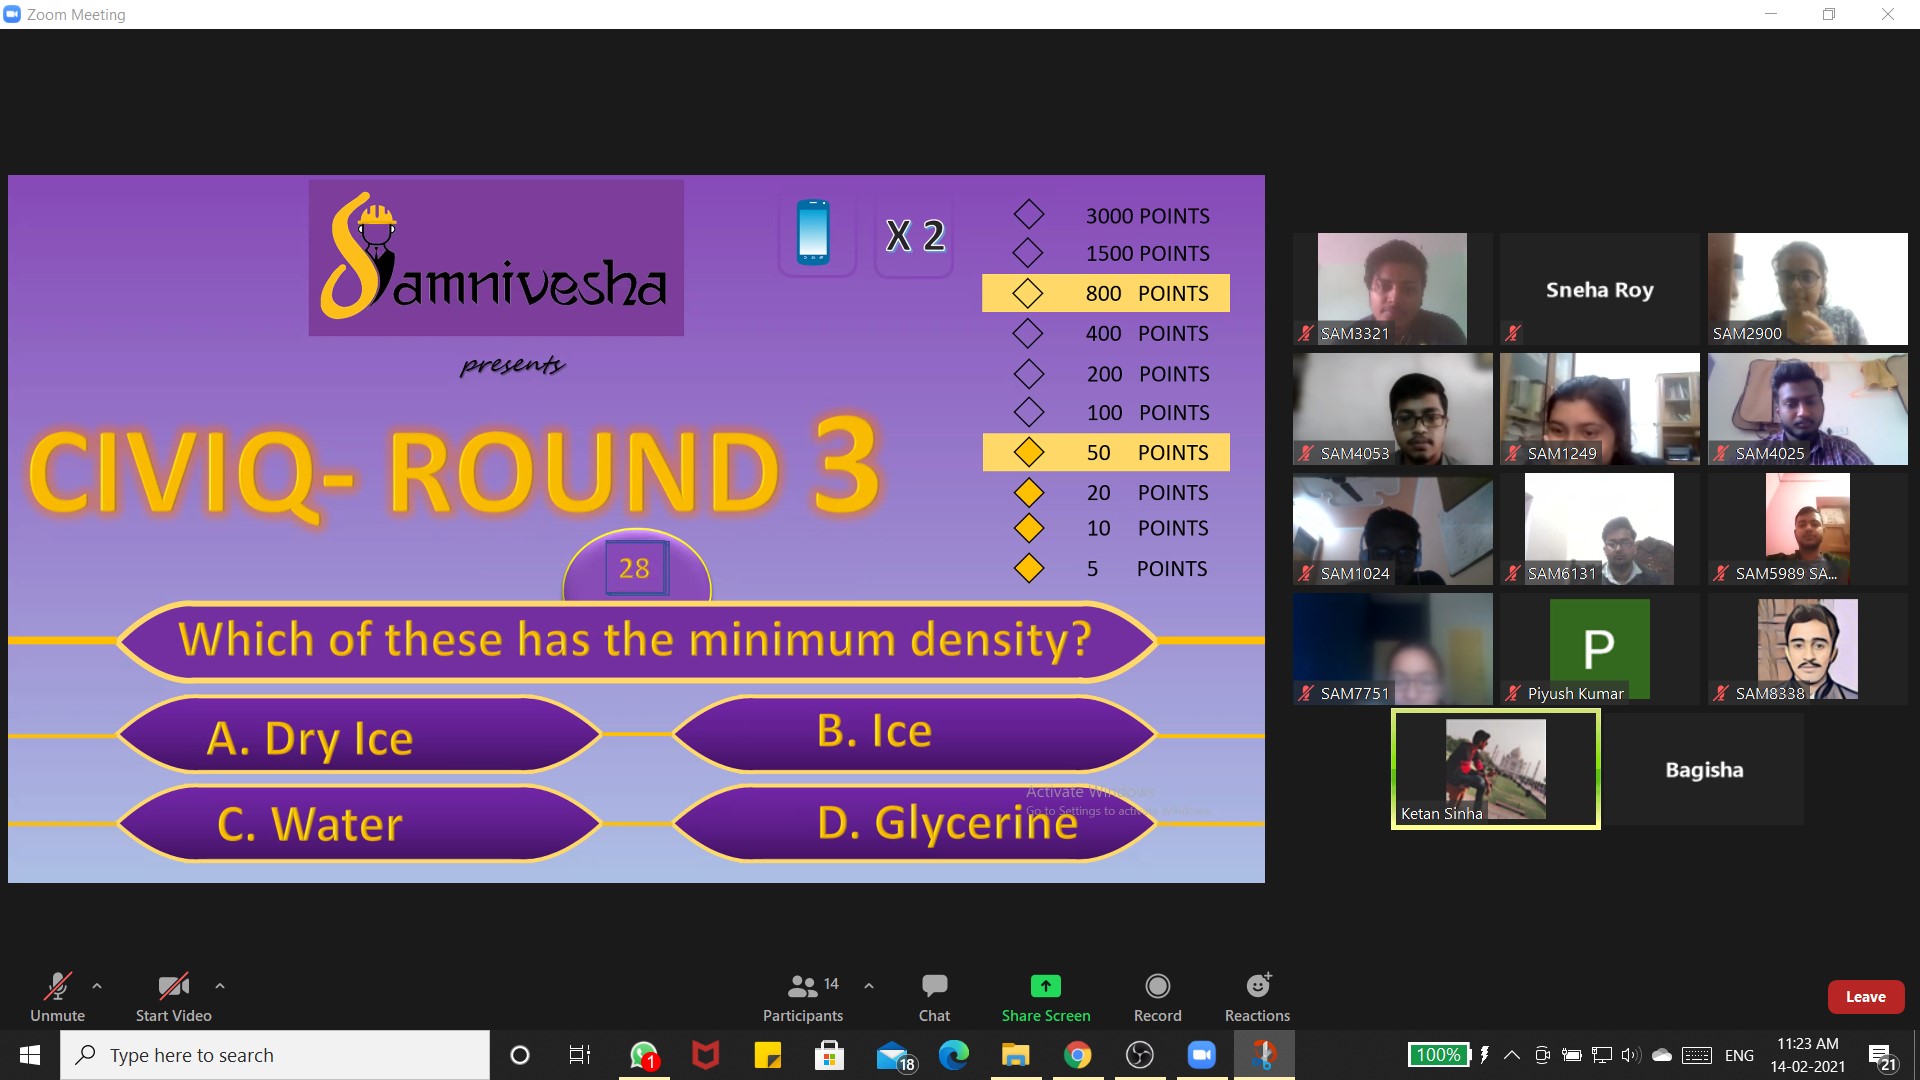 Zoom Meeting
Samnivesha
presents
X 2
3000 POINTS
1500 POINTS
800 POINTS
400 POINTS
200 POINTS
100 POINTS
50 POINTS
20 POINTS
10 POINTS
5 POINTS
CIVIQ- ROUND 3
28
Which of these has the minimum density?
A. Dry Ice
B. Ice
C. Water
D. Glycerine
Activate Windows
Go to Settings to activate Windows.
SAM3321
Sneha Roy
SAM2900
SAM4053
SAM1249
SAM4025
SAM1024
SAM6131
SAM5989 SA...
SAM7751
P
Piyush Kumar
SAM8338
Ketan Sinha
Bagisha
Unmute
Start Video
14
Participants
Chat
Share Screen
Record
Reactions
Leave
Type here to search
1
18
100%
ENG
11:23 AM
14-02-2021
21